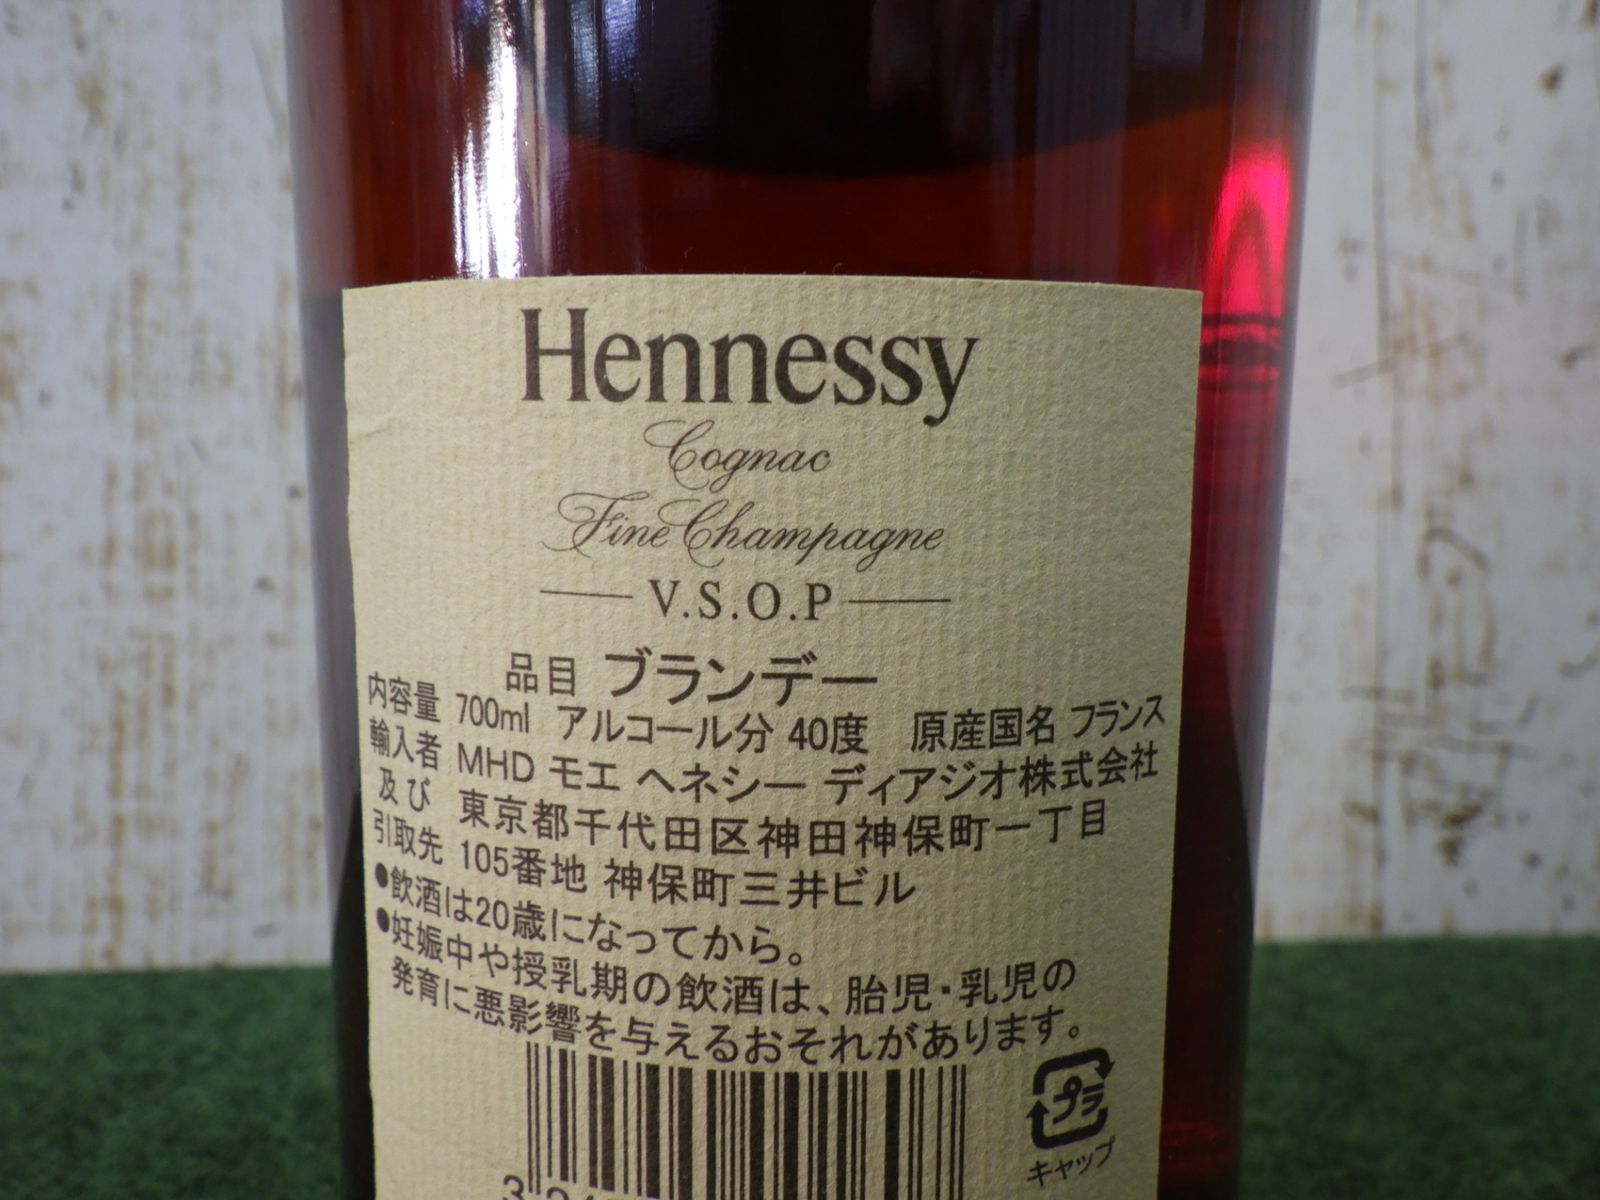 Hennessy
Cognac
Fine Champagne
V.S.O.P
品目 ブランデー
内容量 700ml アルコール分 40度 原産国名 フランス
輸入者 MHD モエ ヘネシー ディアジオ株式会社
及び 東京都千代田区神田神保町一丁目
引取先 105番地 神保町三井ビル
●飲酒は20歳になってから。
●妊娠中や授乳期の飲酒は、胎児・乳児の
発育に悪影響を与えるおそれがあります。
プラ
キャップ